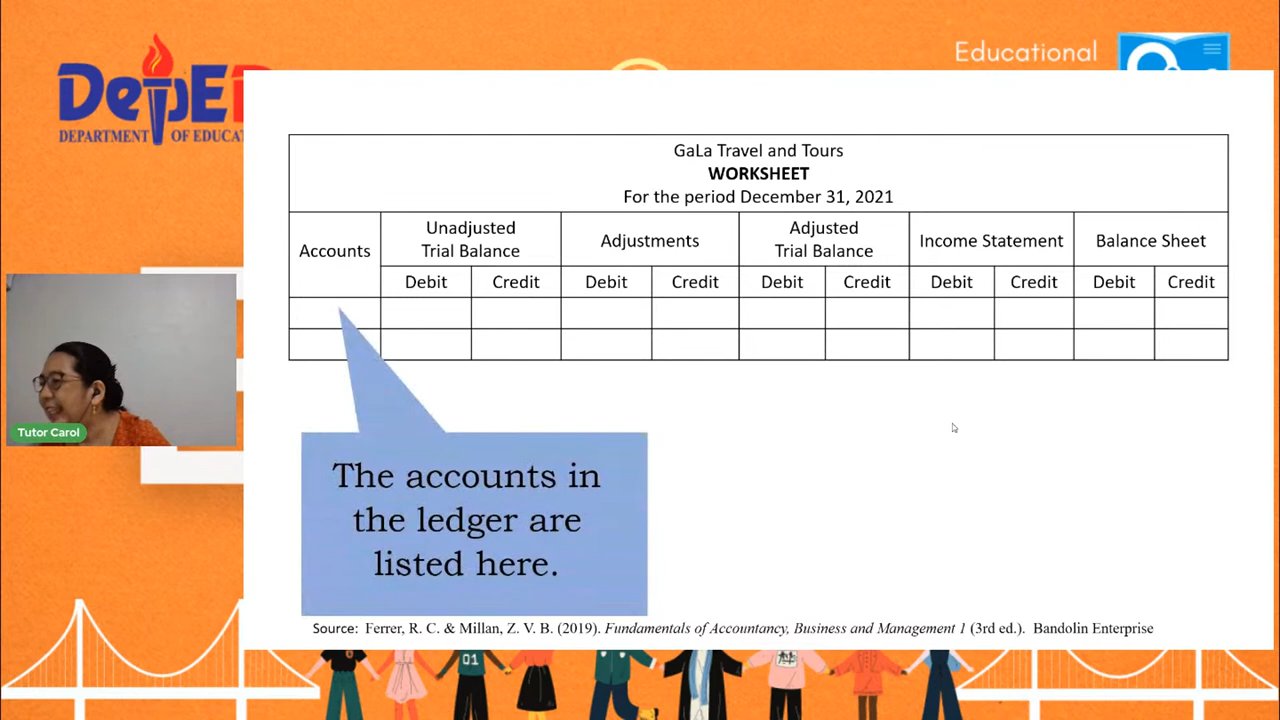 DepE
DEPARTMENT OF EDUCA
Educational
GaLa Travel and Tours
WORKSHEET
For the period December 31, 2021
Accounts
Unadjusted
Trial Balance
Adjustments
Adjusted
Trial Balance
Income Statement
Balance Sheet
Debit Credit Debit Credit Debit Credit Debit Credit Debit Credit
Tutor Carol
The accounts in
the ledger are
listed here.
Source: Ferrer, R. C. & Millan, Z. V. B. (2019). Fundamentals of Accountancy, Business and Management 1 (3rd ed.). Bandolin Enterprise
01